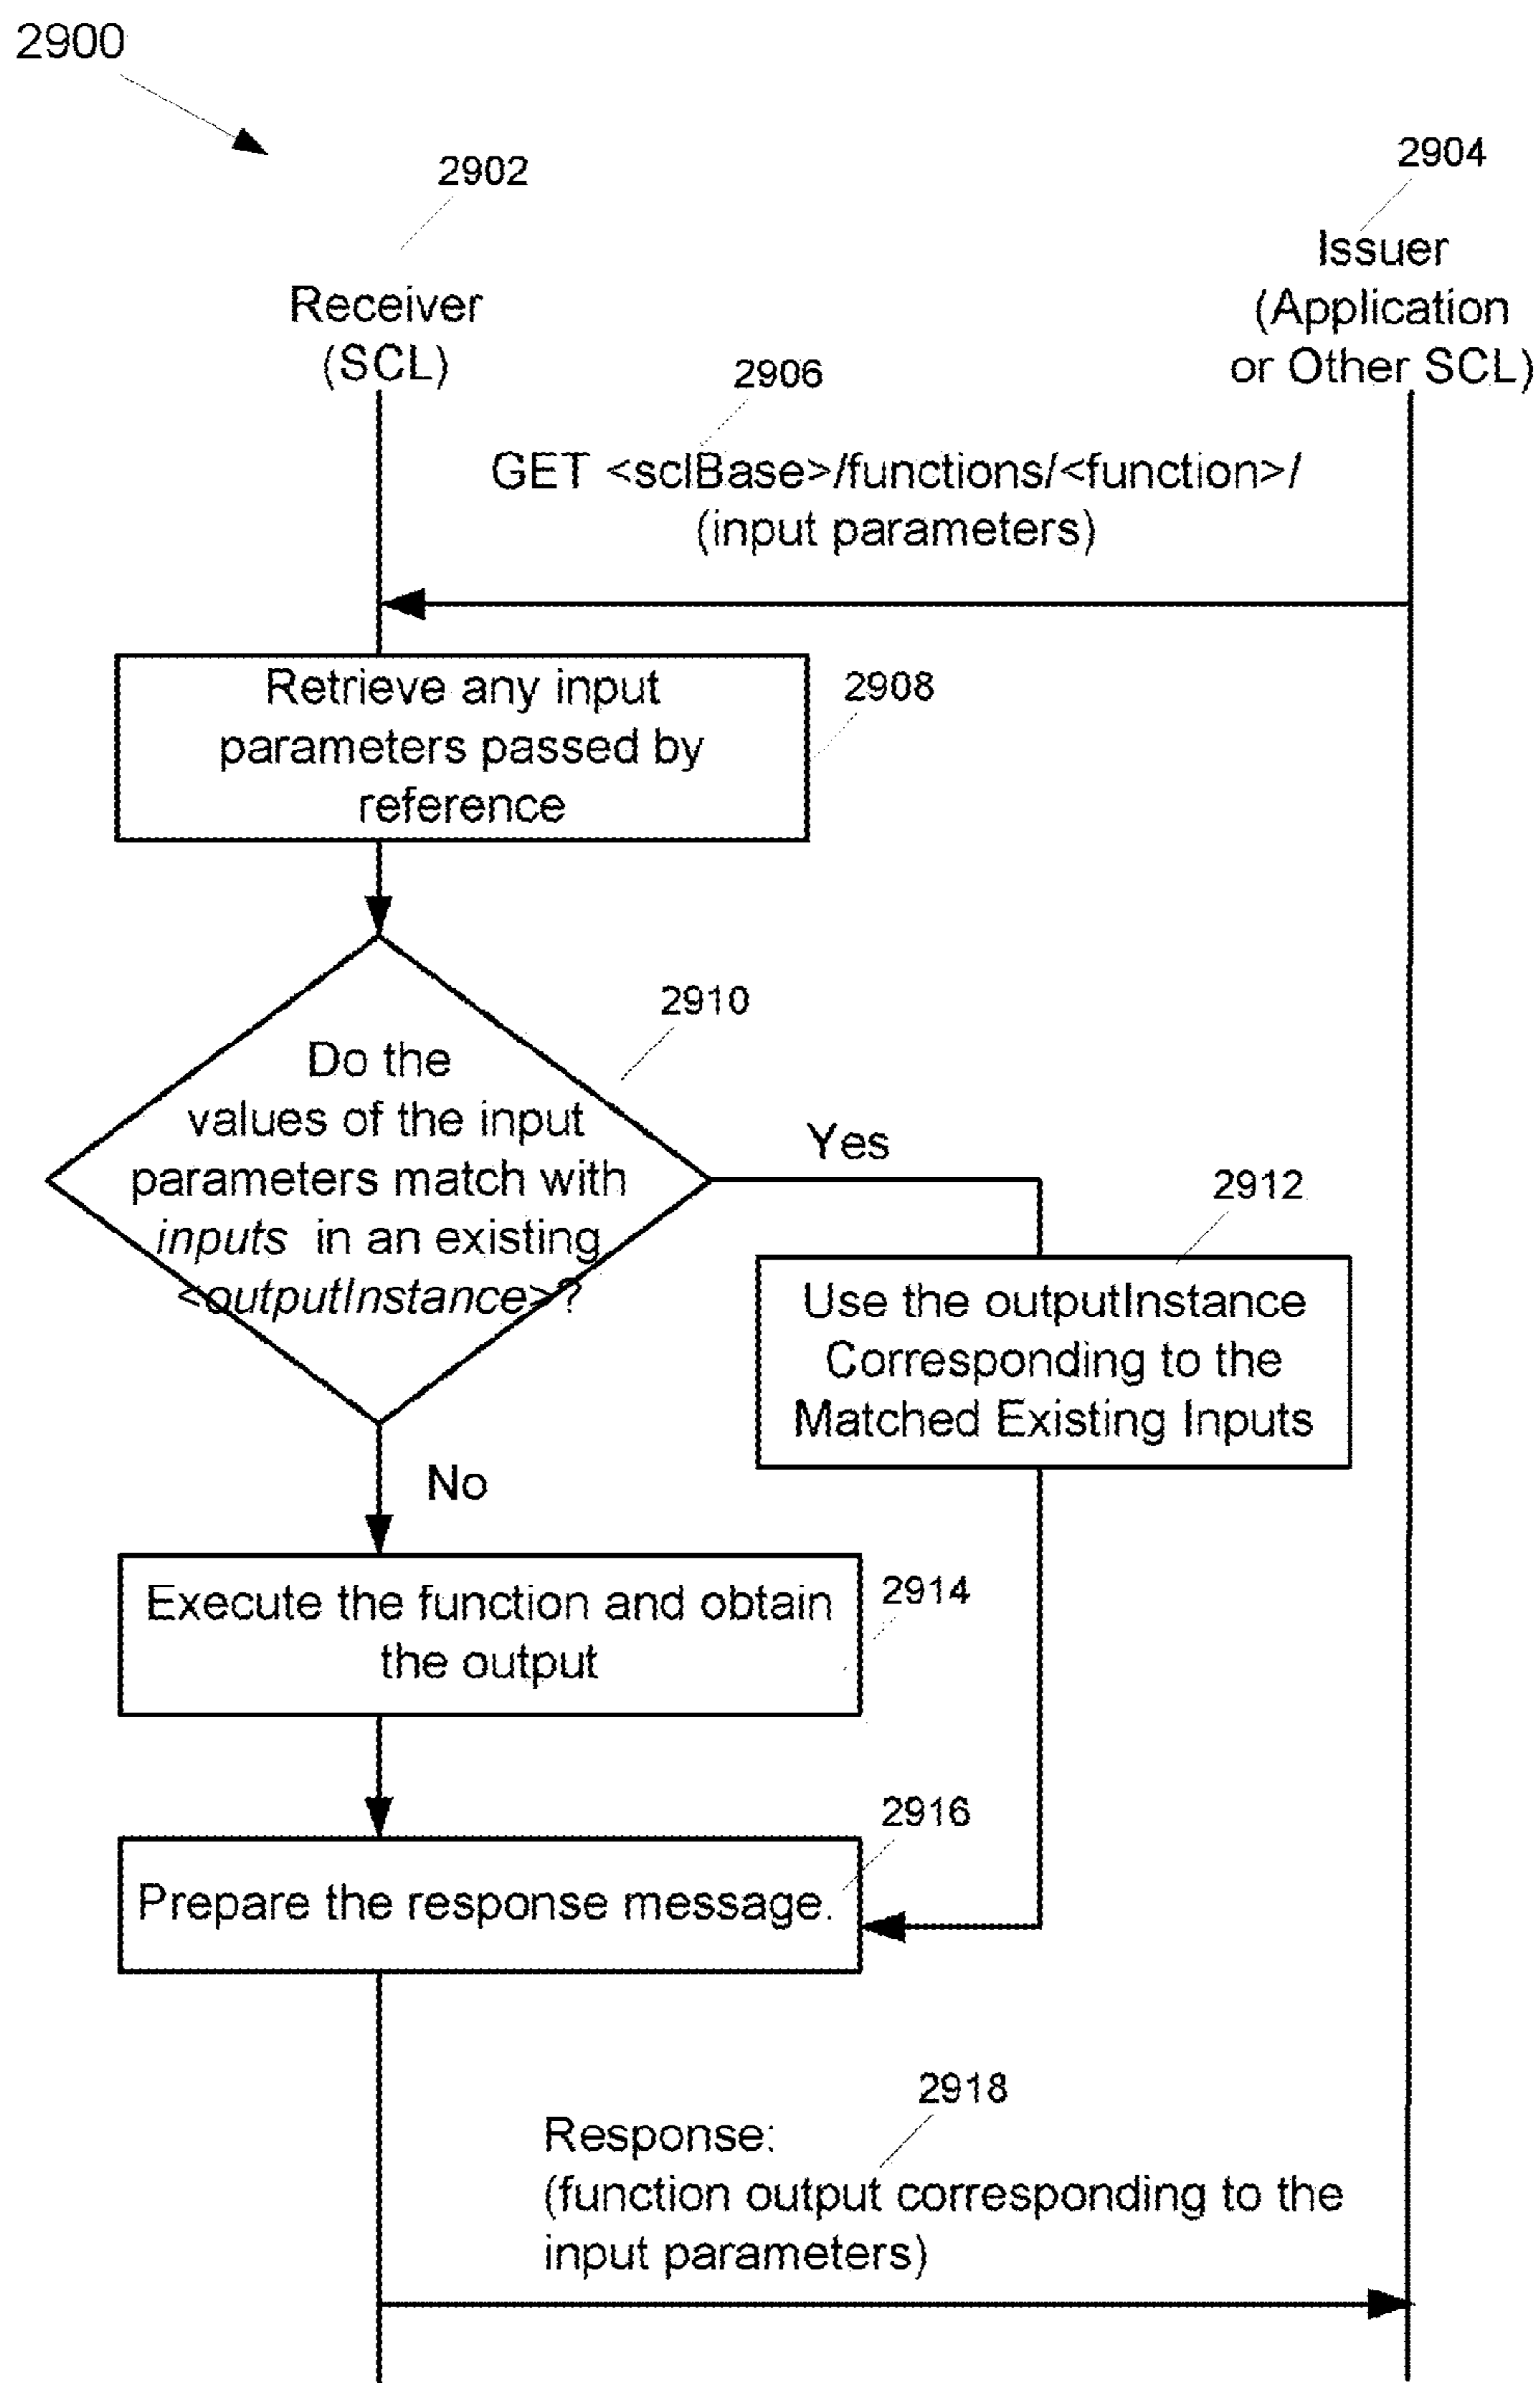 2900
2902
2904
Receiver
(SCL)
Issuer
(Application
or Other SCL)
2906
GET <sclBase>/functions/<function>/
(input parameters)
Retrieve any input
parameters passed by
reference
2908
2910
Do the
values of the input
parameters match with
inputs in an existing
<outputInstance>?
Yes
2912
Use the outputInstance
Corresponding to the
Matched Existing Inputs
No
Execute the function and obtain
the output
2914
2916
Prepare the response message.
2918
Response:
(function output corresponding to the
input parameters)